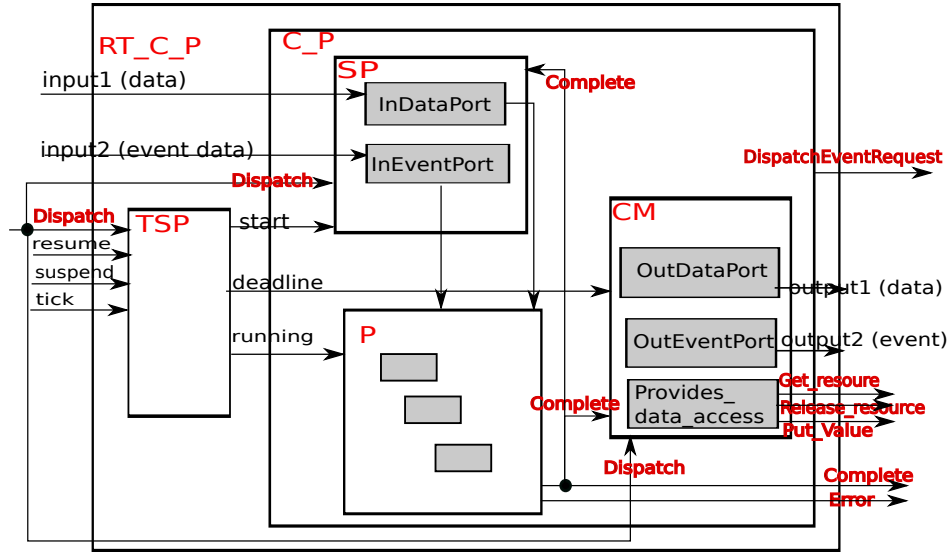 RT_C_P
C_P
SP
input1 (data)
InDataPort
Complete
input2 (event data)
InEventPort
DispatchEventRequest
Dispatch
Dispatch
TSP
start
CM
resume
suspend
tick
deadline
OutDataPort
output1 (data)
running
P
OutEventPort
output2 (event)
Get_resoure
Provides_
data_access
Complete
Release_resource
Put_Value
Dispatch
Complete
Error